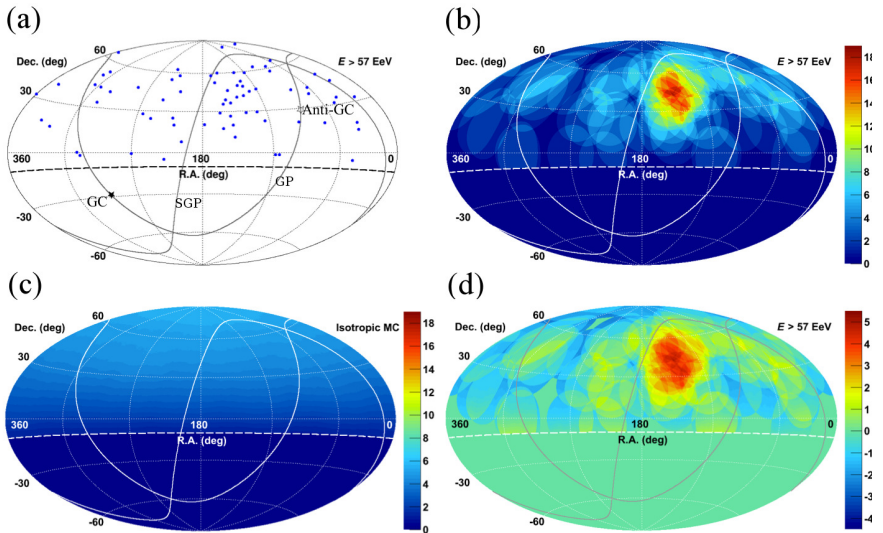 (a)
Dec. (deg)
60
E > 57 EeV
30
Anti-GC
360
180
0
R.A. (deg)
GC
SGP
GP
-30
-60
(b)
Dec. (deg)
60
E > 57 EeV
30
360
180
0
R.A. (deg)
-30
-60
18
16
14
12
10
8
6
4
2
0
(c)
Dec. (deg)
60
Isotropic MC
30
360
180
0
R.A. (deg)
-30
-60
18
16
14
12
10
8
6
4
2
0
(d)
Dec. (deg)
60
E > 57 EeV
30
360
180
0
R.A. (deg)
-30
-60
5
4
3
2
1
0
-1
-2
-3
-4